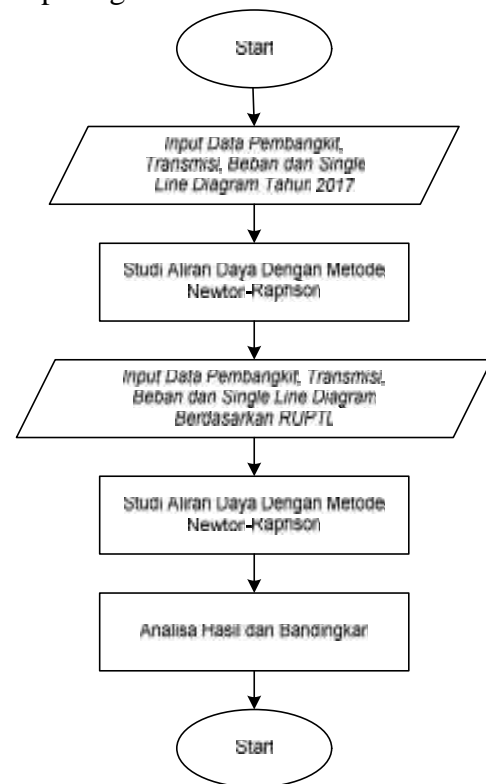 Start
Input Data Pembangkit,
Transmisi, Beban dan Single
Line Diagram Tahun 2017
Studi Aliran Daya Dengan Metode
Newton-Raphson
Input Data Pembangkit, Transmisi,
Beban dan Single Line Diagram
Berdasarkan RUPTL
Studi Aliran Daya Dengan Metode
Newton-Raphson
Analisa Hasil dan Bandingkan
Start